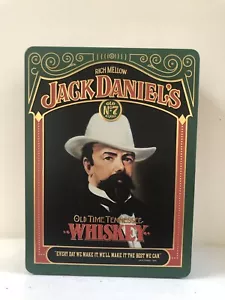 RICH MELLOW
JACK DANIEL'S
OLD
No. 7
OLD TIME TENNESSEE
"WHISKEY"
"EVERY DAY WE MAKE IT WE'LL MAKE IT THE BEST WE CAN"